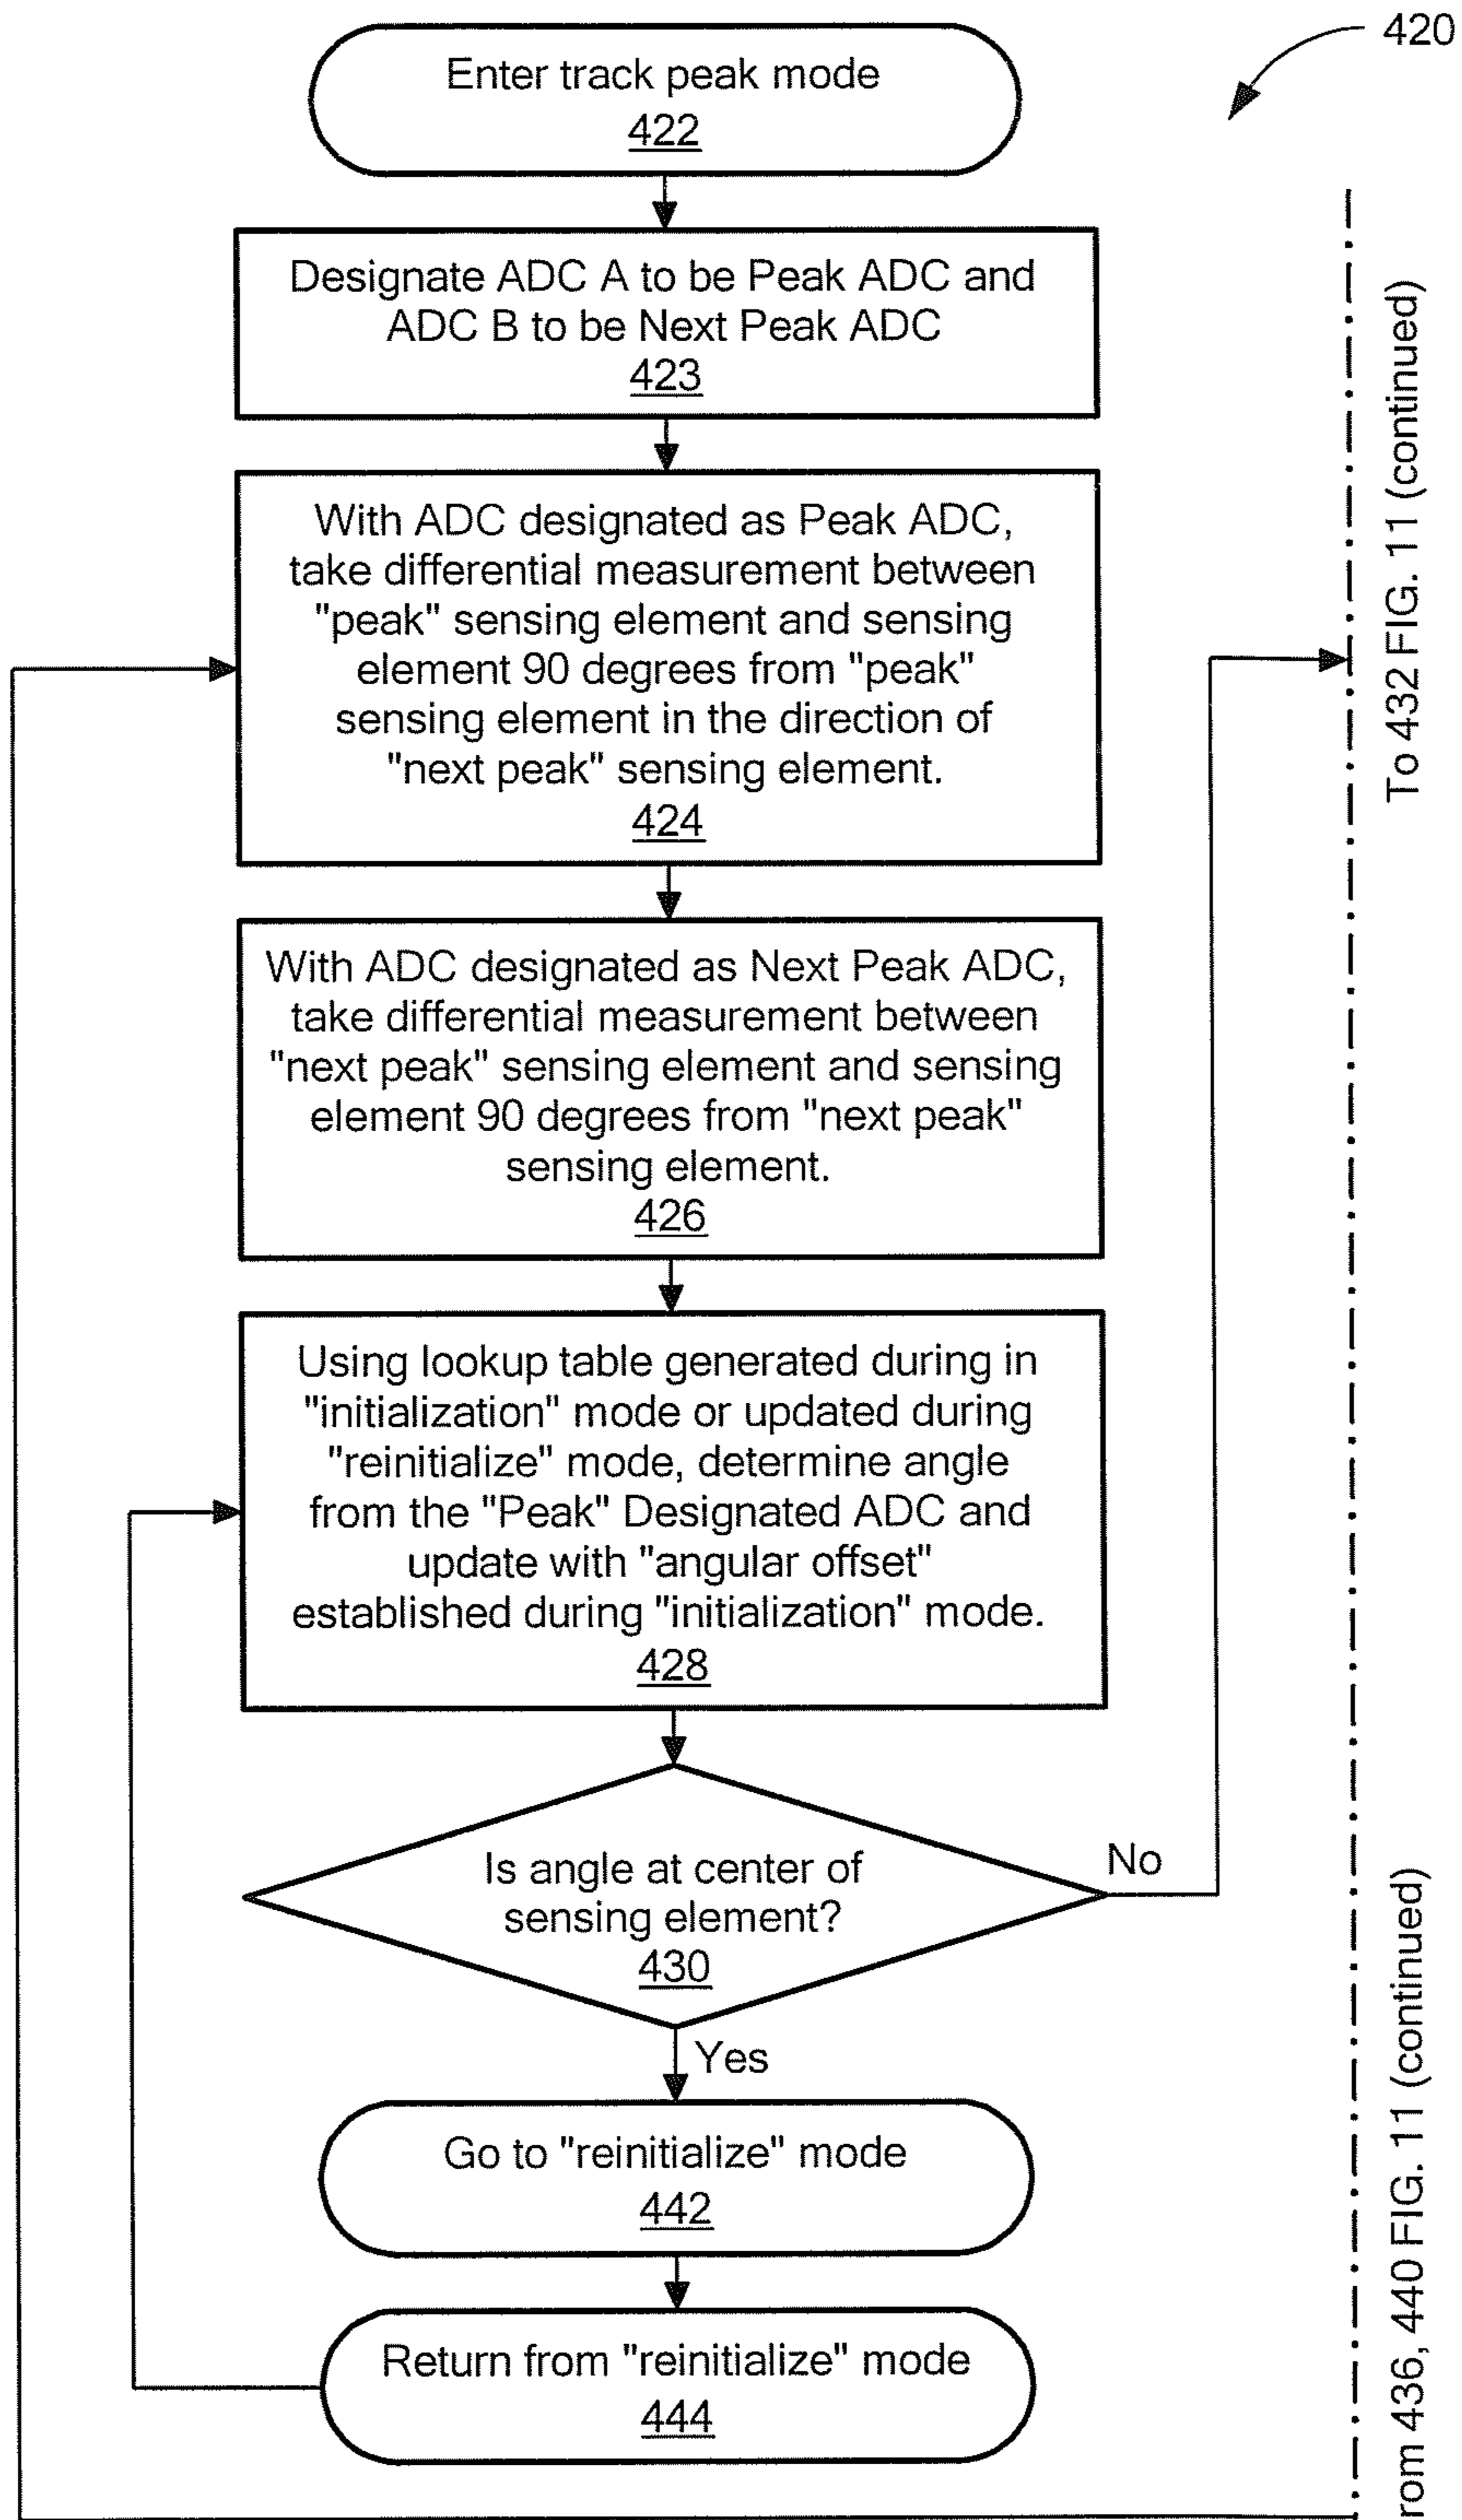 420
Enter track peak mode
422
Designate ADC A to be Peak ADC and
ADC B to be Next Peak ADC
423
With ADC designated as Peak ADC,
take differential measurement between
"peak" sensing element and sensing
element 90 degrees from "peak"
sensing element in the direction of
"next peak" sensing element.
424
To 432 FIG. 11 (continued)
With ADC designated as Next Peak ADC,
take differential measurement between
"next peak" sensing element and sensing
element 90 degrees from "next peak"
sensing element.
426
Using lookup table generated during in
"initialization" mode or updated during
"reinitialize" mode, determine angle
from the "Peak" Designated ADC and
update with "angular offset"
established during "initialization" mode.
428
Is angle at center of
sensing element?
430
No
Yes
Go to "reinitialize" mode
442
Return from "reinitialize" mode
444
rom 436, 440 FIG. 11 (continued)